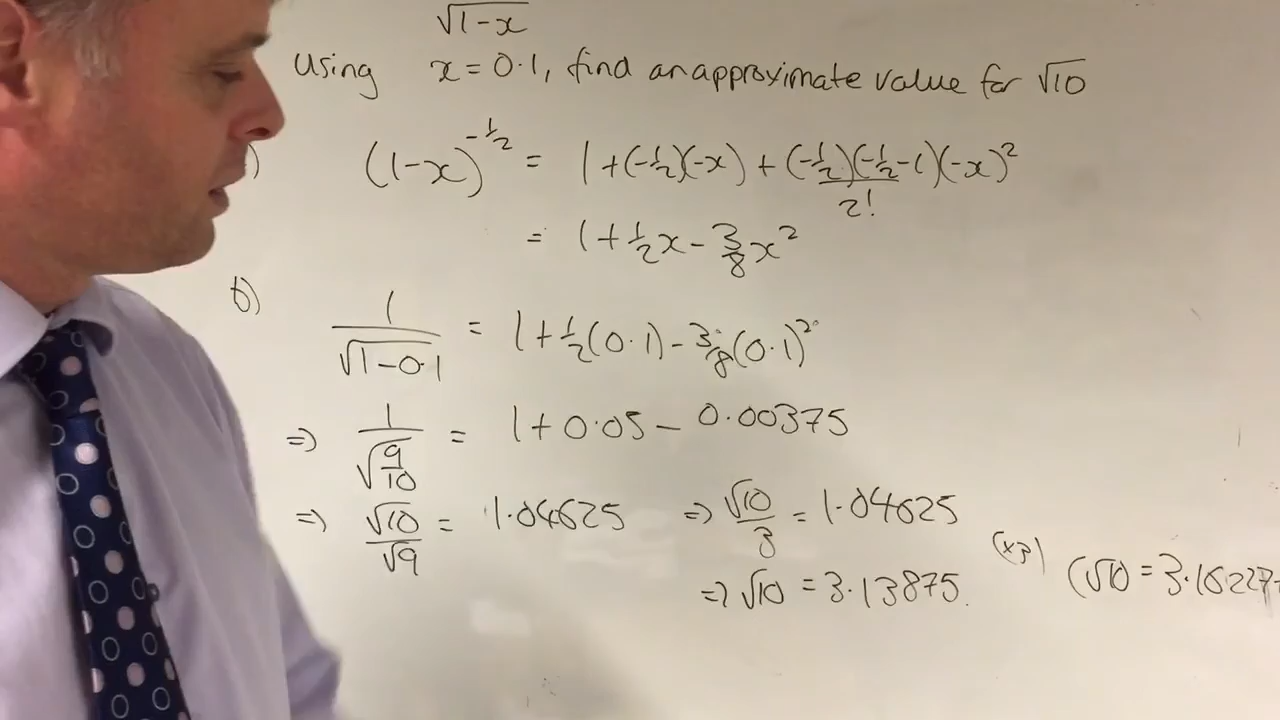 √1-x
Using x=0.1, find an approximate value for √10
) (1-x)^-1/2 = 1+(-1/2)(-x) + (-1/2)(-1/2-1)(-x)² / 2!
= 1+1/2x - 3/8x²
b) 1/√1-0.1 = 1+1/2(0.1) - 3/8(0.1)²
=> 1/√9/10 = 1+0.05 - 0.00375
=> √10/√9 = 1.04625 => √10/3 = 1.04625
(x3)
=> √10 = 3.13875. (√10 = 3.16227